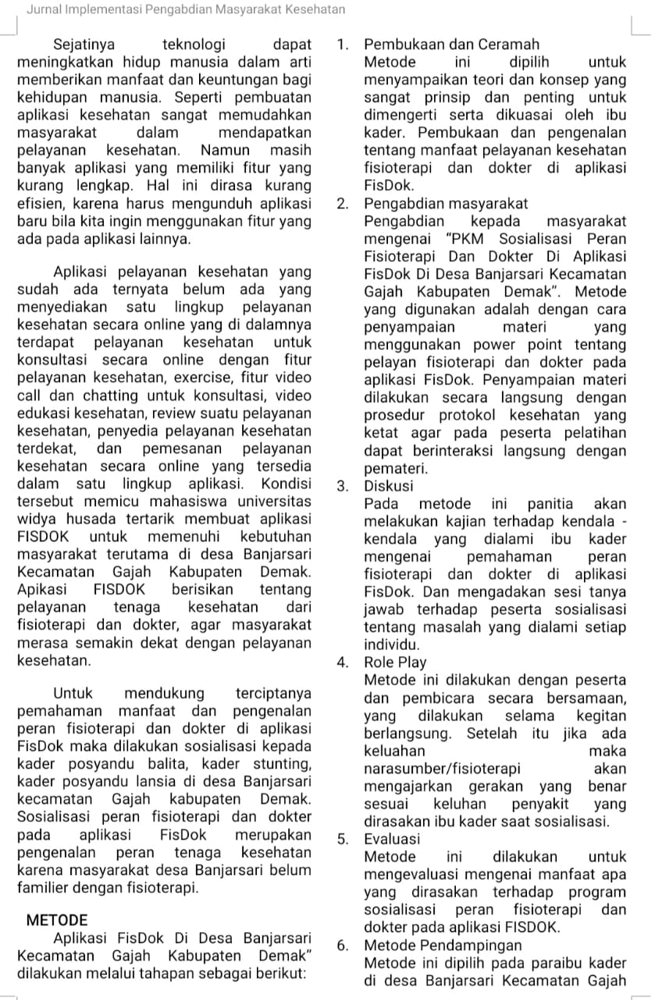 Jurnal Implementasi Pengabdian Masyarakat Kesehatan
Sejatinya teknologi dapat
meningkatkan hidup manusia dalam arti
memberikan manfaat dan keuntungan bagi
kehidupan manusia. Seperti pembuatan
aplikasi kesehatan sangat memudahkan
masyarakat dalam mendapatkan
pelayanan kesehatan. Namun masih
banyak aplikasi yang memiliki fitur yang
kurang lengkap. Hal ini dirasa kurang
efisien, karena harus mengunduh aplikasi
baru bila kita ingin menggunakan fitur yang
ada pada aplikasi lainnya.
Aplikasi pelayanan kesehatan yang
sudah ada ternyata belum ada yang
menyediakan satu lingkup pelayanan
kesehatan secara online yang di dalamnya
terdapat pelayanan kesehatan untuk
konsultasi secara online dengan fitur
pelayanan kesehatan, exercise, fitur video
call dan chatting untuk konsultasi, video
edukasi kesehatan, review suatu pelayanan
kesehatan, penyedia pelayanan kesehatan
terdekat, dan pemesanan pelayanan
kesehatan secara online yang tersedia
dalam satu lingkup aplikasi. Kondisi
tersebut memicu mahasiswa universitas
widya husada tertarik membuat aplikasi
FISDOK untuk memenuhi kebutuhan
masyarakat terutama di desa Banjarsari
Kecamatan Gajah Kabupaten Demak.
Apikasi FISDOK berisikan tentang
pelayanan tenaga kesehatan dari
fisioterapi dan dokter, agar masyarakat
merasa semakin dekat dengan pelayanan
kesehatan.
Untuk mendukung terciptanya
pemahaman manfaat dan pengenalan
peran fisioterapi dan dokter di aplikasi
FisDok maka dilakukan sosialisasi kepada
kader posyandu balita, kader stunting,
kader posyandu lansia di desa Banjarsari
kecamatan Gajah kabupaten Demak.
Sosialisasi peran fisioterapi dan dokter
pada aplikasi FisDok merupakan
pengenalan peran tenaga kesehatan
karena masyarakat desa Banjarsari belum
familier dengan fisioterapi.
METODE
Aplikasi FisDok Di Desa Banjarsari
Kecamatan Gajah Kabupaten Demak"
dilakukan melalui tahapan sebagai berikut:
1. Pembukaan dan Ceramah
Metode ini dipilih untuk
menyampaikan teori dan konsep yang
sangat prinsip dan penting untuk
dimengerti serta dikuasai oleh ibu
kader. Pembukaan dan pengenalan
tentang manfaat pelayanan kesehatan
fisioterapi dan dokter di aplikasi
FisDok.
2. Pengabdian masyarakat
Pengabdian kepada masyarakat
mengenai "PKM Sosialisasi Peran
Fisioterapi Dan Dokter Di Aplikasi
FisDok Di Desa Banjarsari Kecamatan
Gajah Kabupaten Demak". Metode
yang digunakan adalah dengan cara
penyampaian materi yang
menggunakan power point tentang
pelayan fisioterapi dan dokter pada
aplikasi FisDok. Penyampaian materi
dilakukan secara langsung dengan
prosedur protokol kesehatan yang
ketat agar pada peserta pelatihan
dapat berinteraksi langsung dengan
pemateri.
3. Diskusi
Pada metode ini panitia akan
melakukan kajian terhadap kendala -
kendala yang dialami ibu kader
mengenai pemahaman peran
fisioterapi dan dokter di aplikasi
FisDok. Dan mengadakan sesi tanya
jawab terhadap peserta sosialisasi
tentang masalah yang dialami setiap
individu.
4. Role Play
Metode ini dilakukan dengan peserta
dan pembicara secara bersamaan,
yang dilakukan selama kegitan
berlangsung. Setelah itu jika ada
keluahan maka
narasumber/fisioterapi akan
mengajarkan gerakan yang benar
sesuai keluhan penyakit yang
dirasakan ibu kader saat sosialisasi.
5. Evaluasi
Metode ini dilakukan untuk
mengevaluasi mengenai manfaat apa
yang dirasakan terhadap program
sosialisasi peran fisioterapi dan
dokter pada aplikasi FISDOK.
6. Metode Pendampingan
Metode ini dipilih pada paraibu kader
di desa Banjarsari Kecamatan Gajah